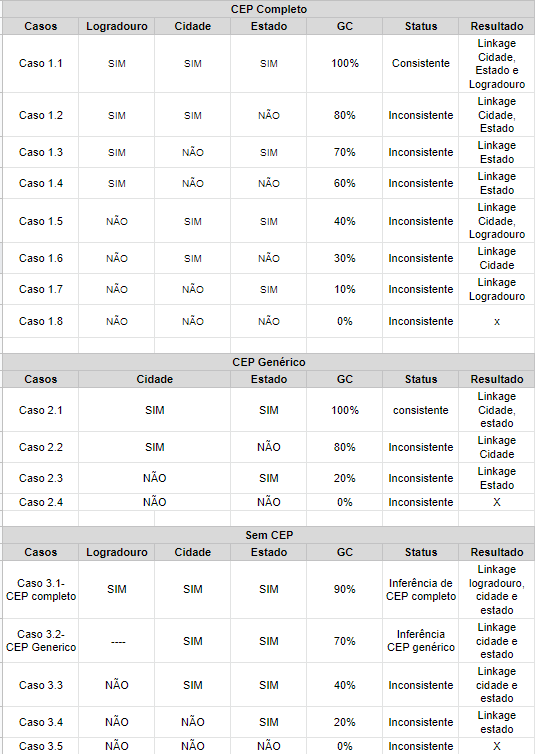 CEP Completo
Casos Logradouro Cidade Estado GC Status Resultado
Caso 1.1 SIM SIM SIM 100% Consistente Linkage Cidade, Estado e Logradouro
Caso 1.2 SIM SIM NÃO 80% Inconsistente Linkage Cidade, Estado
Caso 1.3 SIM NÃO SIM 70% Inconsistente Linkage Estado
Caso 1.4 SIM NÃO NÃO 60% Inconsistente Linkage Estado
Caso 1.5 NÃO SIM SIM 40% Inconsistente Linkage Cidade, Logradouro
Caso 1.6 NÃO SIM NÃO 30% Inconsistente Linkage Cidade
Caso 1.7 NÃO NÃO SIM 10% Inconsistente Linkage Logradouro
Caso 1.8 NÃO NÃO NÃO 0% Inconsistente x
CEP Genérico
Casos Cidade Estado GC Status Resultado
Caso 2.1 SIM SIM 100% consistente Linkage Cidade, estado
Caso 2.2 SIM NÃO 80% Inconsistente Linkage Cidade
Caso 2.3 NÃO SIM 20% Inconsistente Linkage Estado
Caso 2.4 NÃO NÃO 0% Inconsistente X
Sem CEP
Casos Logradouro Cidade Estado GC Status Resultado
Caso 3.1- CEP completo SIM SIM SIM 90% Inferência de CEP completo Linkage logradouro, cidade e estado
Caso 3.2- CEP Generico ---- SIM SIM 70% Inferência CEP genérico Linkage cidade e estado
Caso 3.3 NÃO SIM SIM 40% Inconsistente Linkage cidade e estado
Caso 3.4 NÃO NÃO SIM 20% Inconsistente Linkage estado
Caso 3.5 NÃO NÃO NÃO 0% Inconsistente X